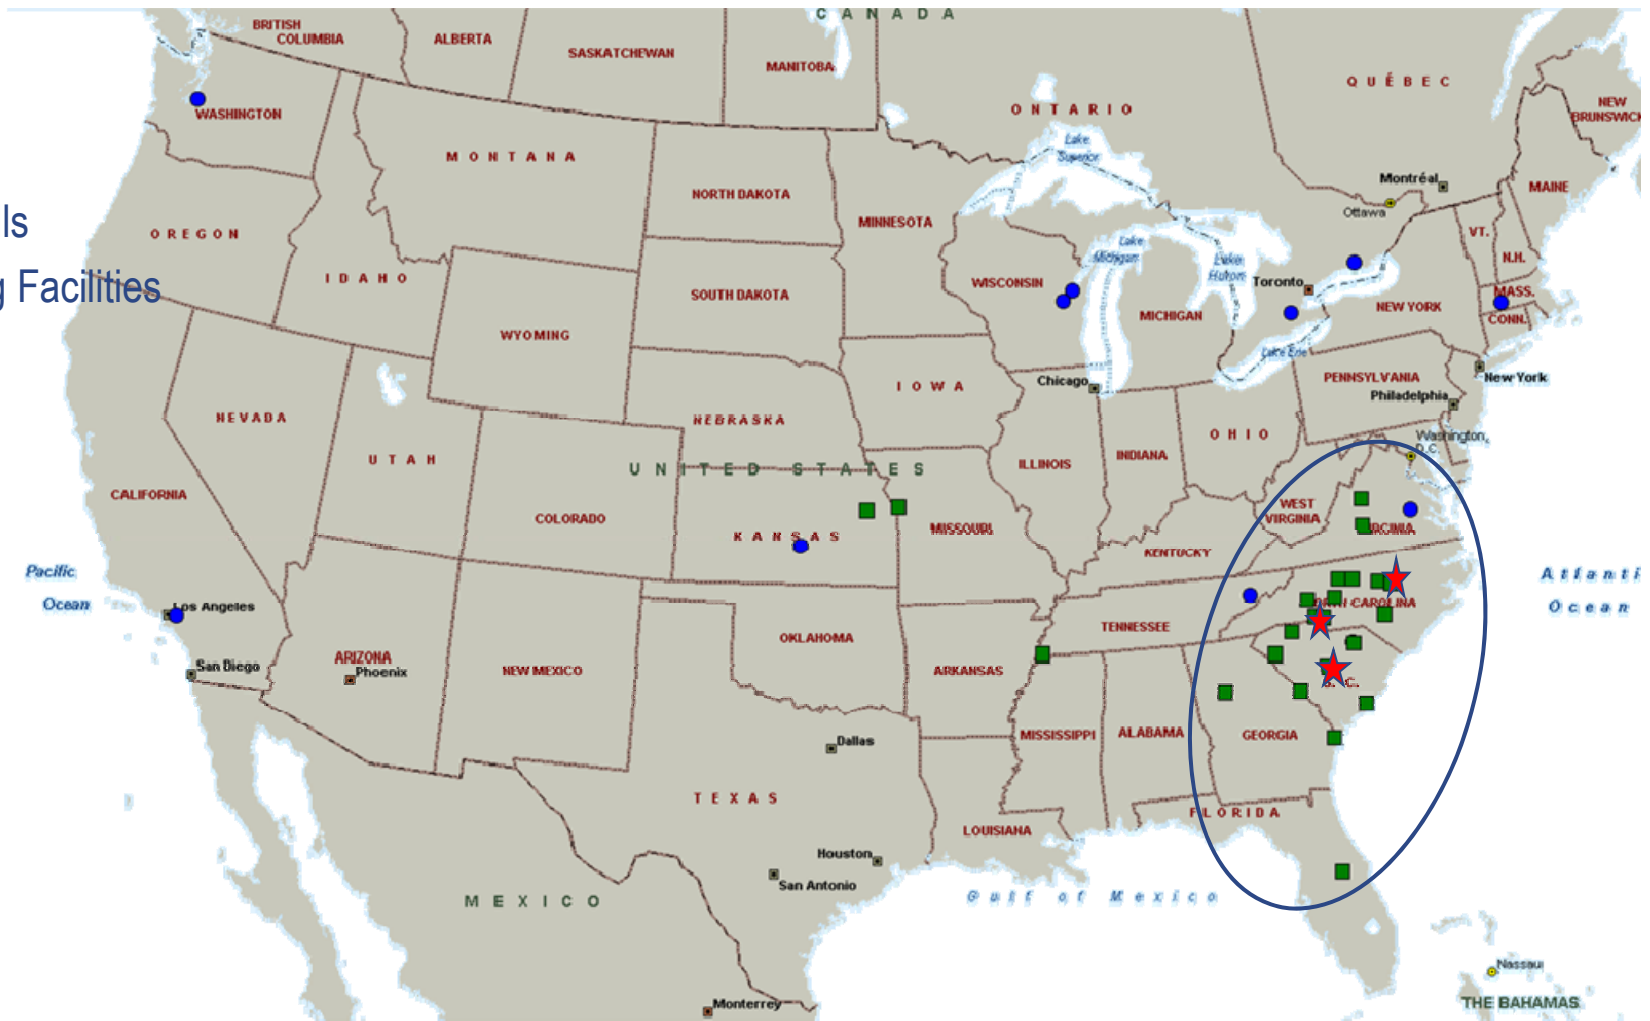 C A N A D A
BRITISH
COLUMBIA
ALBERTA
SASKATCHEWAN
MANITOBA
ONTARIO
QUÉBEC
NEW
BRUNSWICK
WASHINGTON
MONTANA
NORTH DAKOTA
MINNESOTA
Lake
Superior
Montréal
Ottawa
MAINE
ls
OREGON
VT.
N.H.
g Facilities
IDAHO
SOUTH DAKOTA
WISCONSIN
Lake
Michigan
Lake
Huron
Toronto
MASS.
CONN.
NEW YORK
MICHIGAN
WYOMING
Lake Erie
IOWA
Chicago
PENNSYLVANIA
New York
Philadelphia
NEVADA
NEBRASKA
OHIO
Washington,
D.C.
UTAH
UNITED STATES
ILLINOIS
INDIANA
CALIFORNIA
COLORADO
KANSAS
MISSOURI
WEST
VIRGINIA
KENTUCKY
Pacific
Ocean
Los Angeles
Atlanti
Ocean
CAROLINA
TENNESSEE
OKLAHOMA
ARIZONA
Phoenix
San Diego
NEW MEXICO
ARKANSAS
S. C.
Dallas
MISSISSIPPI
ALABAMA
GEORGIA
TEXAS
FLORIDA
LOUISIANA
Houston
San Antonio
MEXICO
Gulf of Mexico
Nassau
Monterrey
THE BAHAMAS